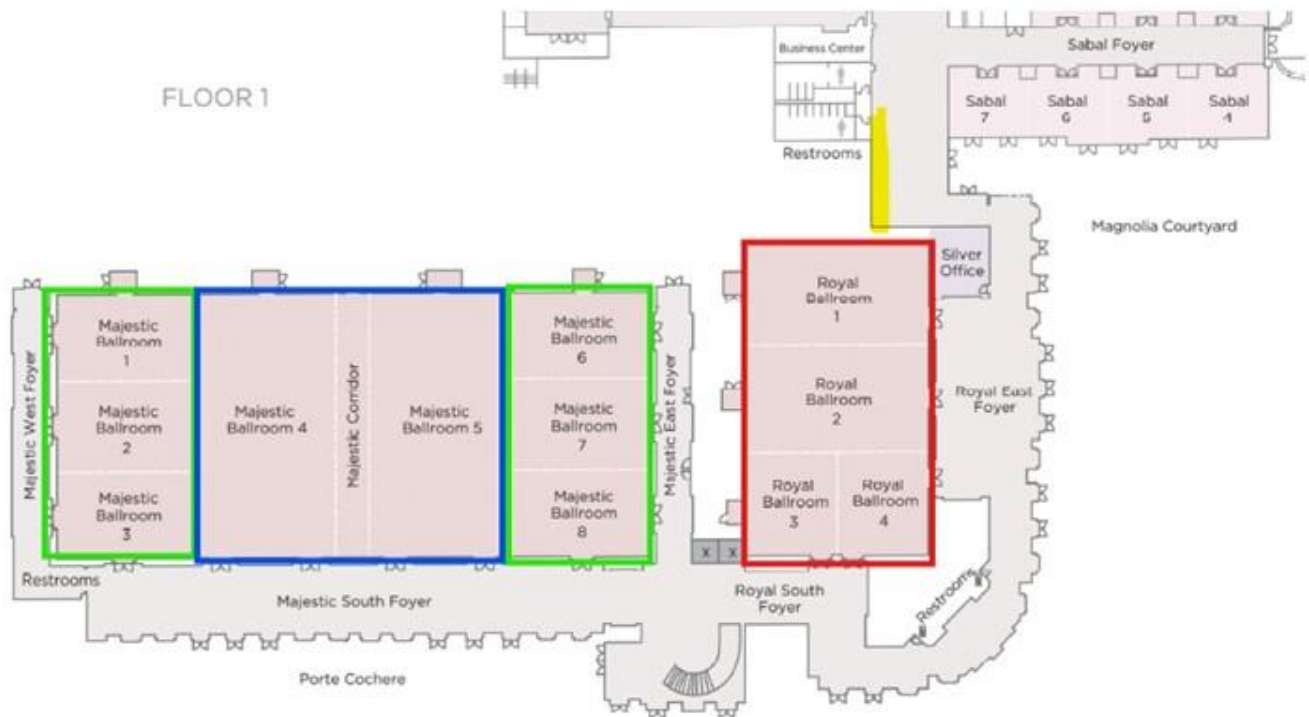 Business Center
Sabal Foyer
FLOOR 1
Sabal
7
Sabal
6
Sabal
5
Sabal
4
Restrooms
Magnolia Courtyard
Silver
Office
Majestic West Foyer
Majestic
Ballroom
1
Majestic
Ballroom
2
Majestic
Ballroom
3
Majestic
Ballroom 4
Majestic Corridor
Majestic
Ballroom 5
Majestic
Ballroom
6
Majestic
Ballroom
7
Majestic
Ballroom
8
Majestic East Foyer
Royal
Ballroom
1
Royal
Ballroom
2
Royal
Ballroom
3
Royal
Ballroom
4
Royal East
Foyer
X X
Restrooms
Majestic South Foyer
Royal South
Foyer
Restrooms
Porte Cochere